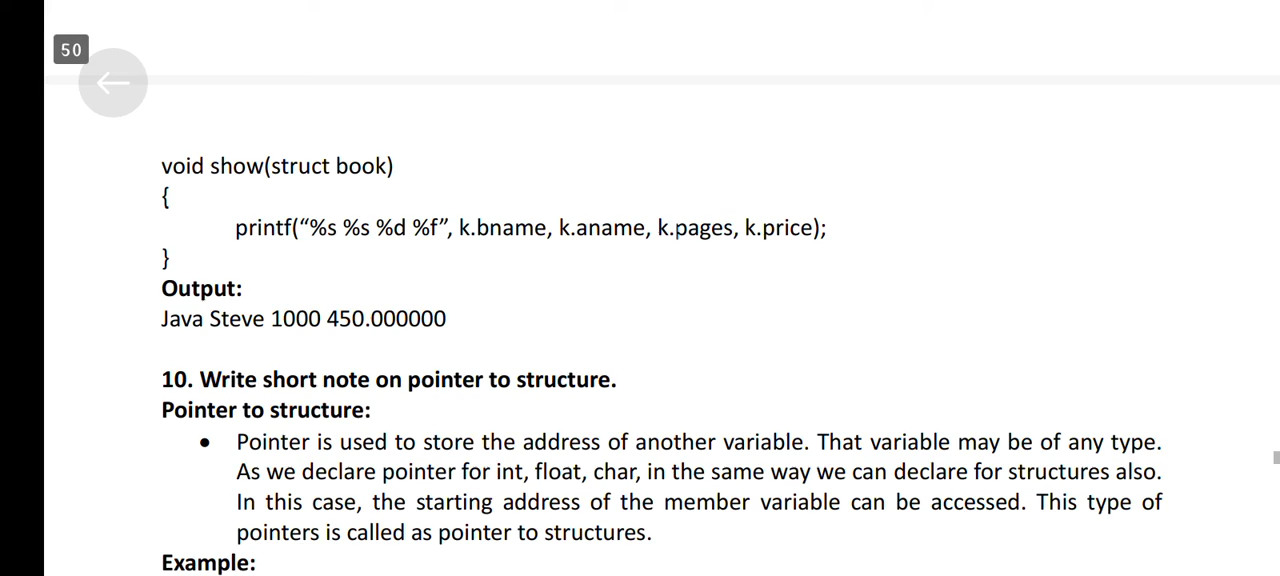 50
void show(struct book)
{
printf(“%s %s %d %f”, k.bname, k.aname, k.pages, k.price);
}
Output:
Java Steve 1000 450.000000
10. Write short note on pointer to structure.
Pointer to structure:
• Pointer is used to store the address of another variable. That variable may be of any type.
As we declare pointer for int, float, char, in the same way we can declare for structures also.
In this case, the starting address of the member variable can be accessed. This type of
pointers is called as pointer to structures.
Example: